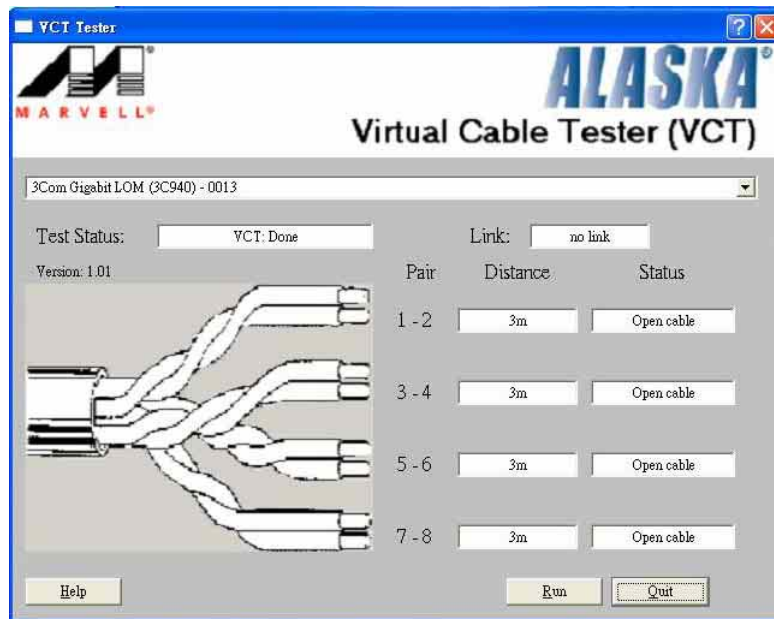 VCT Tester
MARVELL®
ALASKA®
Virtual Cable Tester (VCT)
3Com Gigabit LOM (3C940) - 0013
Test Status: VCT: Done Link: no link
Version: 1.01 Pair Distance Status
1 - 2 3m Open cable
3 - 4 3m Open cable
5 - 6 3m Open cable
7 - 8 3m Open cable
Help Run Quit